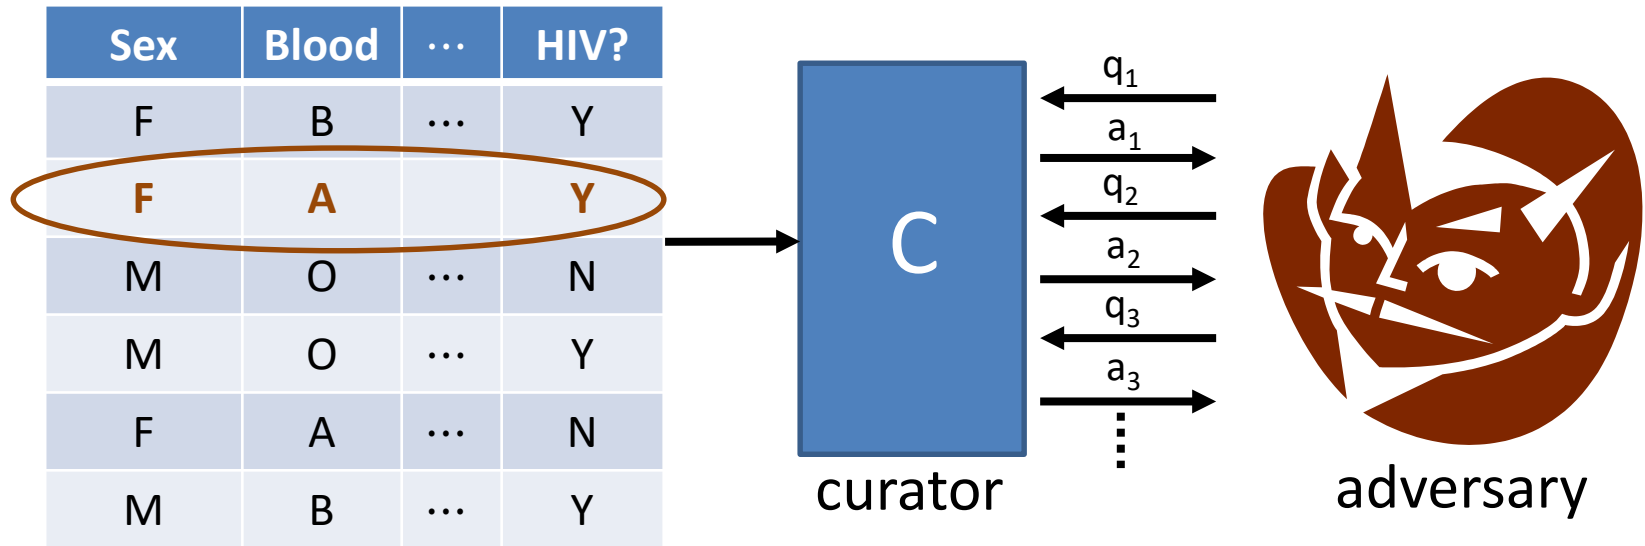 Sex Blood ⋯ HIV?
F B ⋯ Y
F A Y
M O ⋯ N
M O ⋯ Y
F A ⋯ N
M B ⋯ Y
C
curator
q1
a1
q2
a2
q3
a3
adversary